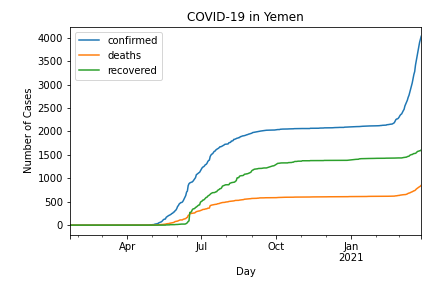 COVID-19 in Yemen
confirmed
deaths
recovered
Number of Cases
4000
3500
3000
2500
2000
1500
1000
500
0
Apr
Jul
Oct
Jan
2021
Day